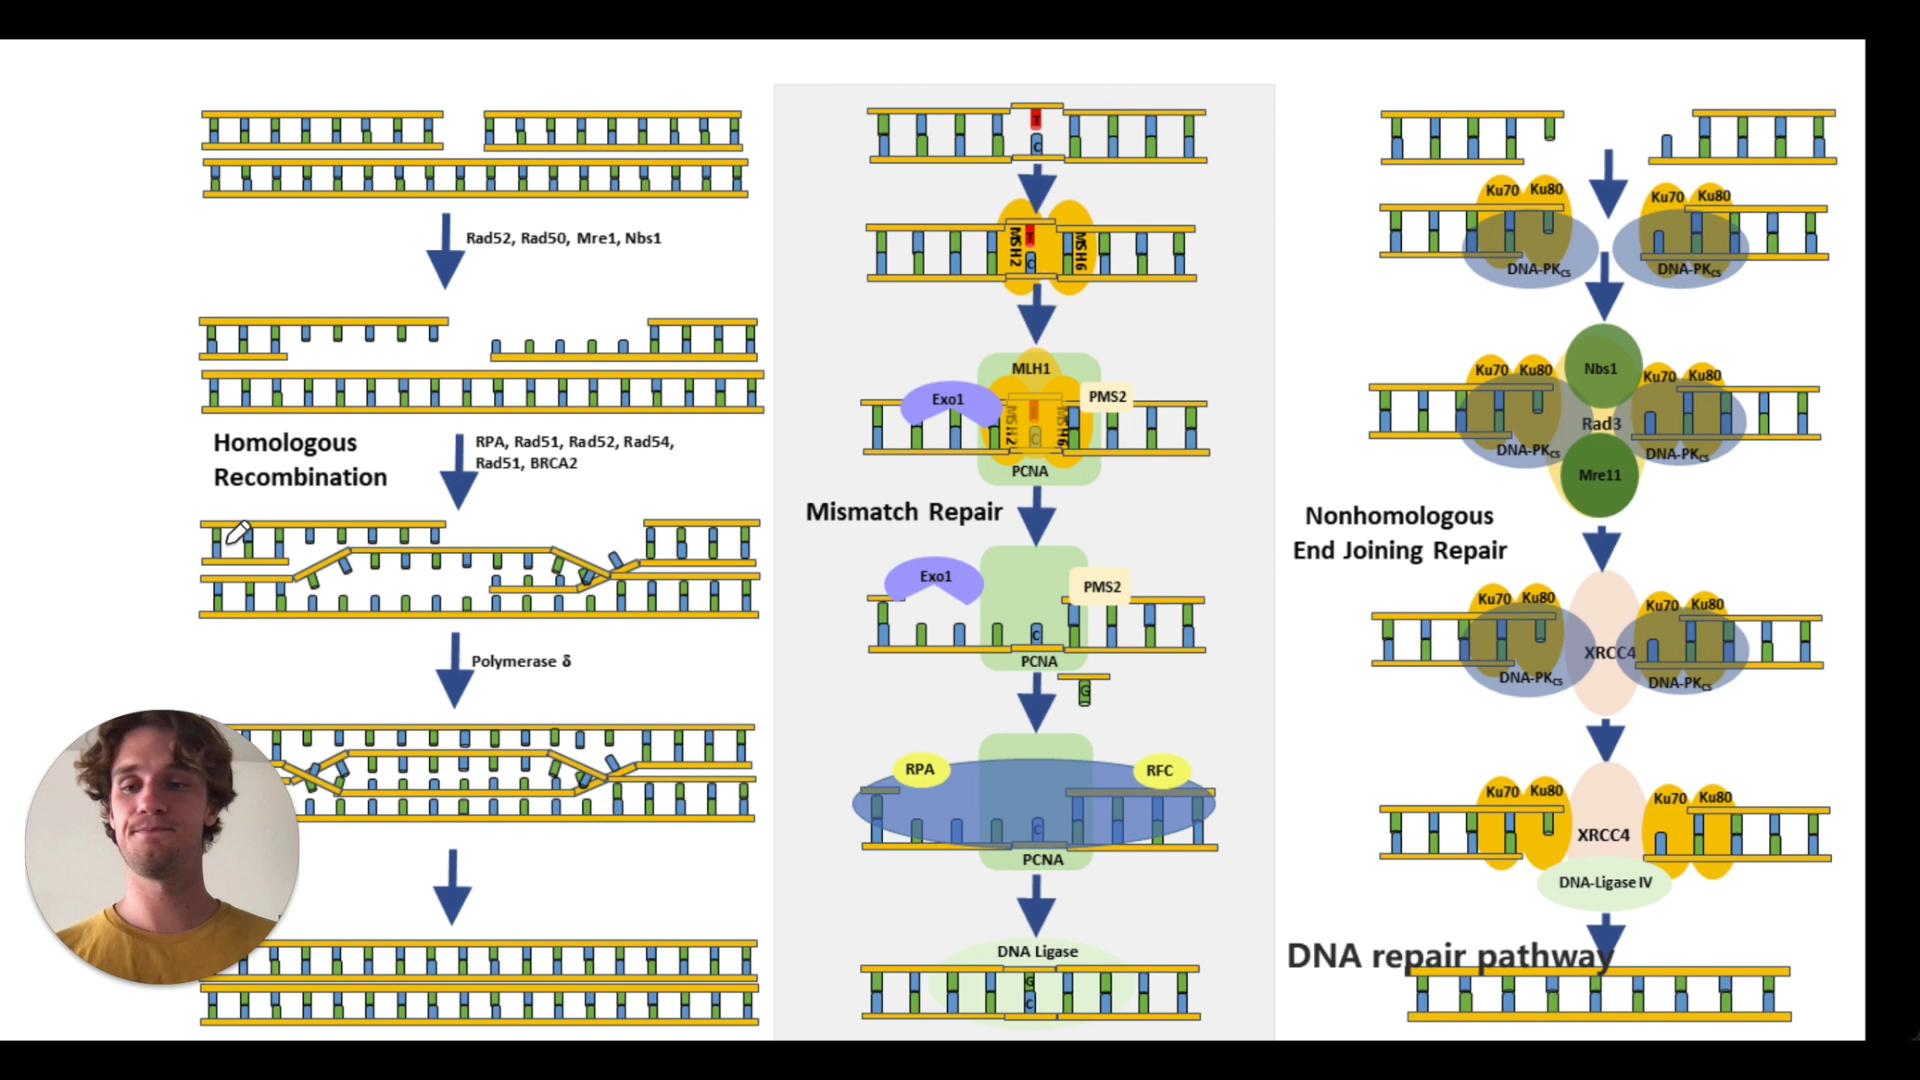 Rad52, Rad50, Mre1, Nbs1
Homologous
Recombination
RPA, Rad51, Rad52, Rad54,
Rad51, BRCA2
Polymerase δ
T
C
MSH2
T
C
MSH6
MLH1
Exo1
PMS2
MSH2
C
MSH6
PCNA
Mismatch Repair
Exo1
PMS2
C
PCNA
G
RPA
RFC
C
PCNA
DNA Ligase
G
C
Ku70 Ku80
Ku70 Ku80
DNA-PKcs
DNA-PKcs
Nbs1
Ku70 Ku80
Ku70 Ku80
Rad3
DNA-PKcs
DNA-PKcs
Mre11
Nonhomologous
End Joining Repair
Ku70 Ku80
Ku70 Ku80
XRCC4
DNA-PKcs
DNA-PKcs
Ku70 Ku80
Ku70 Ku80
XRCC4
DNA-Ligase IV
DNA repair pathway